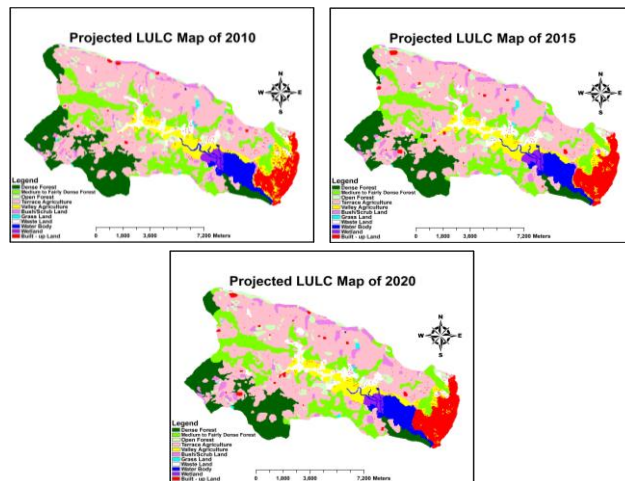 Projected LULC Map of 2010
N
W E
S
Legend
Dense Forest
Medium to Fairly Dense Forest
Open Forest
Terrace Agriculture
Valley Agriculture
Bush/Scrub Land
Grass Land
Waste Land
Water Body
Wetland
Built - up Land
0 1,800 3,600 7,200 Meters
Projected LULC Map of 2015
N
W E
S
Legend
Dense Forest
Medium to Fairly Dense Forest
Open Forest
Terrace Agriculture
Valley Agriculture
Bush/Scrub Land
Grass Land
Waste Land
Water Body
Wetland
Built - up Land
0 1,800 3,600 7,200 Meters
Projected LULC Map of 2020
N
W E
S
Legend
Dense Forest
Medium to Fairly Dense Forest
Open Forest
Terrace Agriculture
Valley Agriculture
Bush/Scrub Land
Grass Land
Waste Land
Water Body
Wetland
Built - up Land
0 1,800 3,600 7,200 Meters